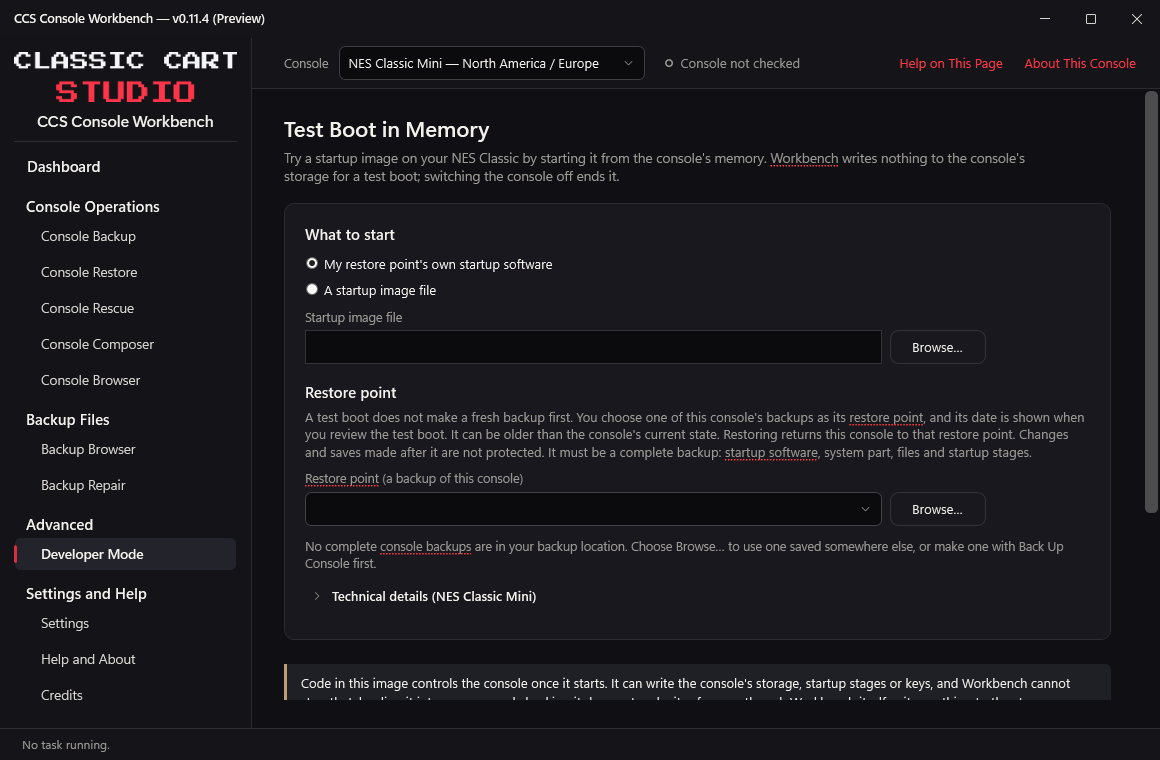 CCS Console Workbench — v0.11.4 (Preview)
CLASSIC CART
STUDIO
CCS Console Workbench
Dashboard
Console Operations
Console Backup
Console Restore
Console Rescue
Console Composer
Console Browser
Backup Files
Backup Browser
Backup Repair
Advanced
Developer Mode
Settings and Help
Settings
Help and About
Credits
Console
NES Classic Mini — North America / Europe
Console not checked
Help on This Page
About This Console
Test Boot in Memory
Try a startup image on your NES Classic by starting it from the console's memory. Workbench writes nothing to the console's
storage for a test boot; switching the console off ends it.
What to start
My restore point's own startup software
A startup image file
Startup image file
Browse...
Restore point
A test boot does not make a fresh backup first. You choose one of this console's backups as its restore point, and its date is shown when
you review the test boot. It can be older than the console's current state. Restoring returns this console to that restore point. Changes
and saves made after it are not protected. It must be a complete backup: startup software, system part, files and startup stages.
Restore point (a backup of this console)
Browse...
No complete console backups are in your backup location. Choose Browse... to use one saved somewhere else, or make one with Back Up
Console first.
Technical details (NES Classic Mini)
Code in this image controls the console once it starts. It can write the console's storage, startup stages or keys, and Workbench cannot
No task running.